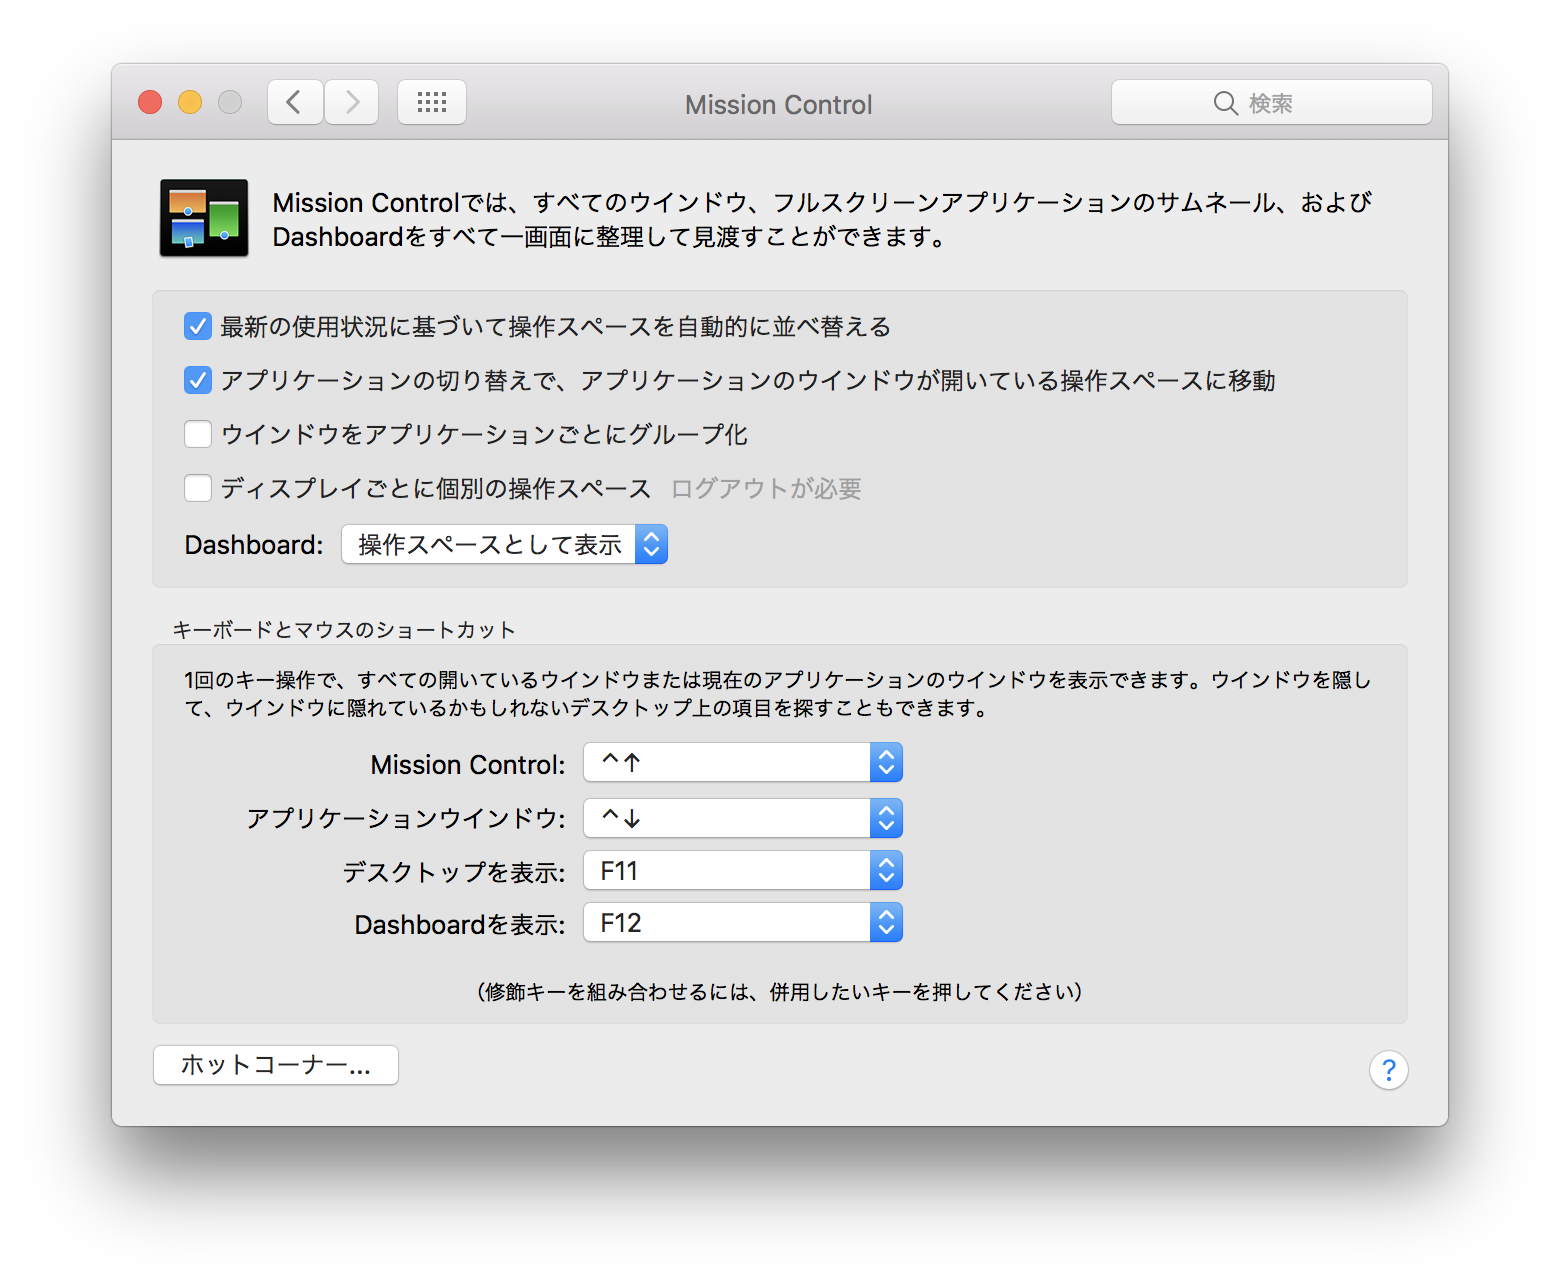 Mission Control
検索
Mission Controlでは、すべてのウインドウ、フルスクリーンアプリケーションのサムネール、および
Dashboardをすべて一画面に整理して見渡すことができます。
最新の使用状況に基づいて操作スペースを自動的に並べ替える
アプリケーションの切り替えで、アプリケーションのウインドウが開いている操作スペースに移動
ウインドウをアプリケーションごとにグループ化
ディスプレイごとに個別の操作スペース ログアウトが必要
Dashboard: 操作スペースとして表示
キーボードとマウスのショートカット
1回のキー操作で、すべての開いているウインドウまたは現在のアプリケーションのウインドウを表示できます。ウインドウを隠し
て、ウインドウに隠れているかもしれないデスクトップ上の項目を探すこともできます。
Mission Control: ^↑
アプリケーションウインドウ: ^↓
デスクトップを表示: F11
Dashboardを表示: F12
（修飾キーを組み合わせるには、併用したいキーを押してください）
ホットコーナー...
?